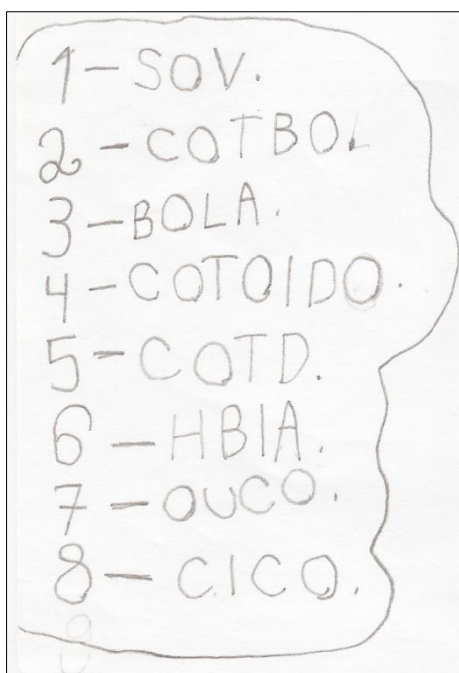 1 – SOV.
2 – COTBOL
3 – BOLA.
4 – COTOIDO.
5 – COTD.
6 – HBIA.
7 – OUCO.
8 – CICO.